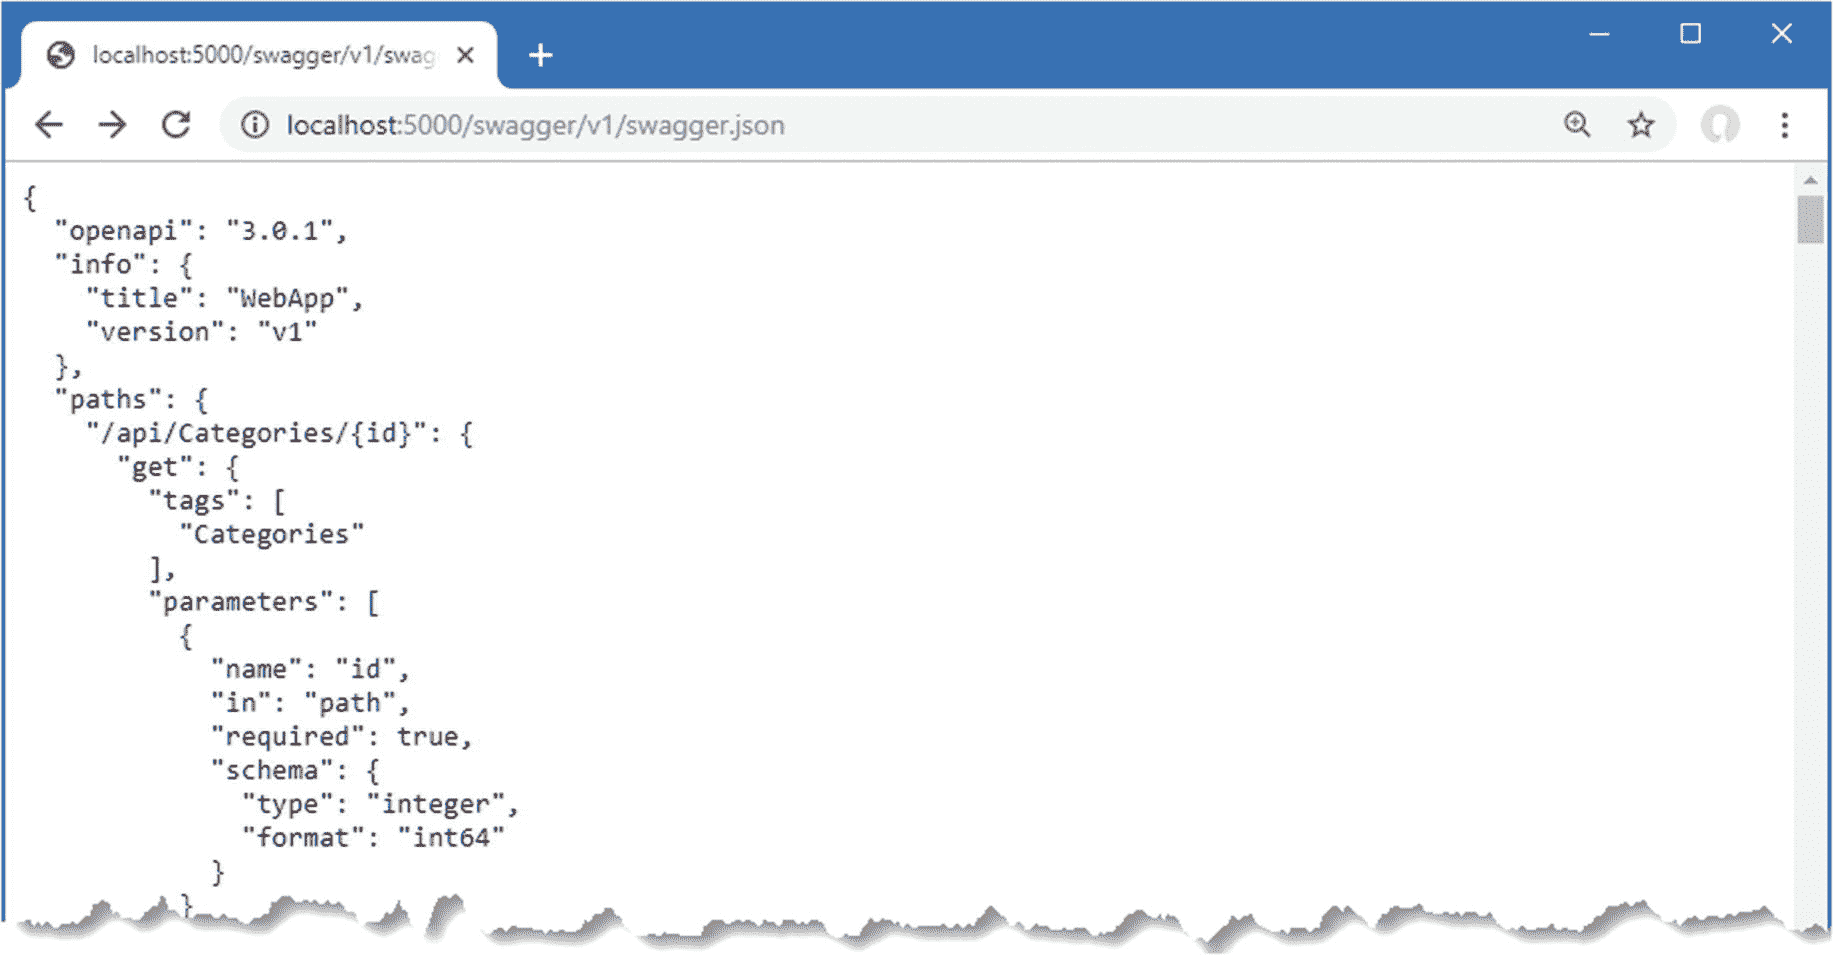 localhost:5000/swagger/v1/swag
localhost:5000/swagger/v1/swagger.json
{
  "openapi": "3.0.1",
  "info": {
    "title": "WebApp",
    "version": "v1"
  },
  "paths": {
    "/api/Categories/{id}": {
      "get": {
        "tags": [
          "Categories"
        ],
        "parameters": [
          {
            "name": "id",
            "in": "path",
            "required": true,
            "schema": {
              "type": "integer",
              "format": "int64"
            }
          }